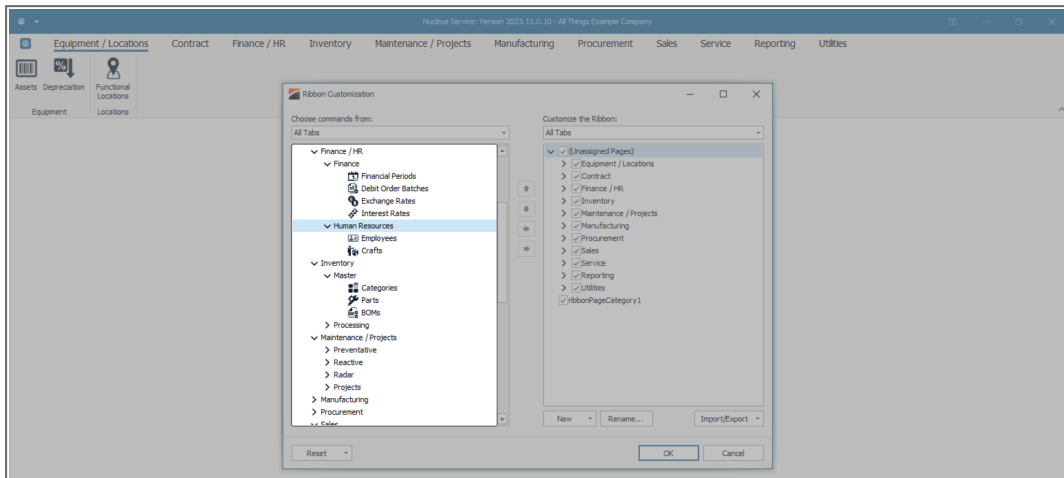 Nucleus Service: Version 2023.11.0.10 - All Things Example Company
Equipment / Locations Contract Finance / HR Inventory Maintenance / Projects Manufacturing Procurement Sales Service Reporting Utilities
Assets Depreciation Functional Locations
Equipment Locations
Ribbon Customization
Choose commands from:
All Tabs
Finance / HR
Finance
Financial Periods
Debit Order Batches
Exchange Rates
Interest Rates
Human Resources
Employees
Crafts
Inventory
Master
Categories
Parts
BOMs
Processing
Maintenance / Projects
Preventative
Reactive
Radar
Projects
Manufacturing
Procurement
Sales
Reset
Customize the Ribbon:
All Tabs
(Unassigned Pages)
Equipment / Locations
Contract
Finance / HR
Inventory
Maintenance / Projects
Manufacturing
Procurement
Sales
Service
Reporting
Utilities
ribbonPageCategory1
New Rename... Import/Export
OK Cancel